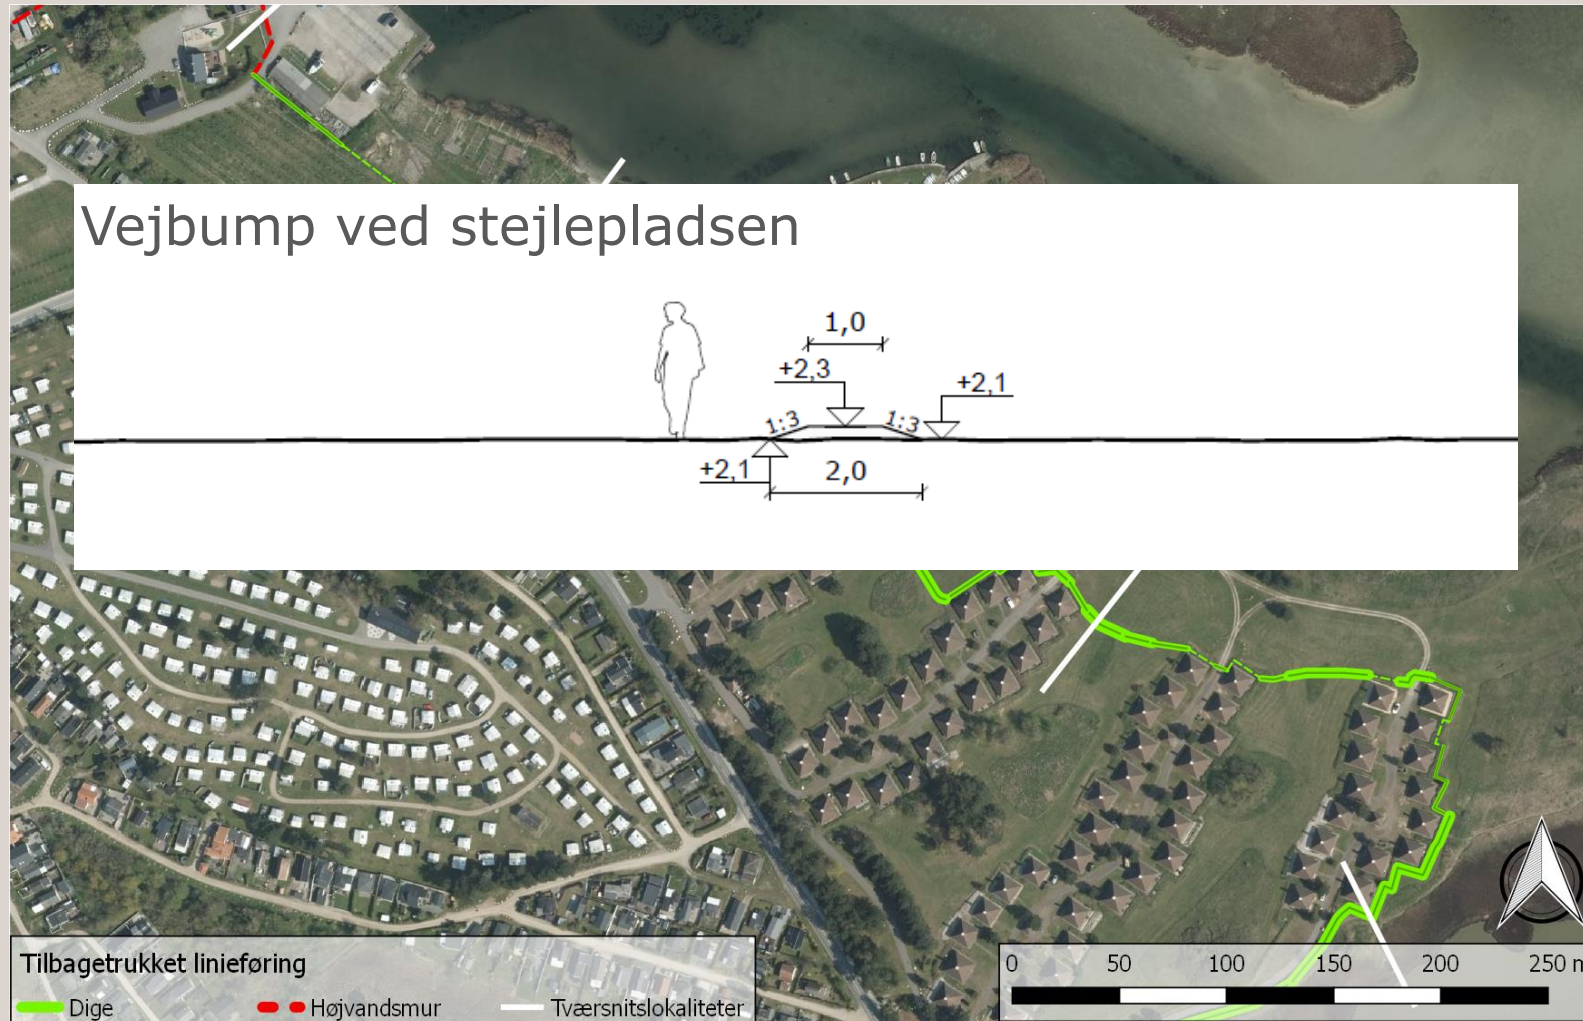 Vejbump ved stejlepladsen
1,0
+2,3
+2,1
1:3
1:3
+2,1
2,0
Tilbagetrukket linieføring
Dige
Højvandsmur
Tværsnitslokaliteter
0 50 100 150 200 250 m